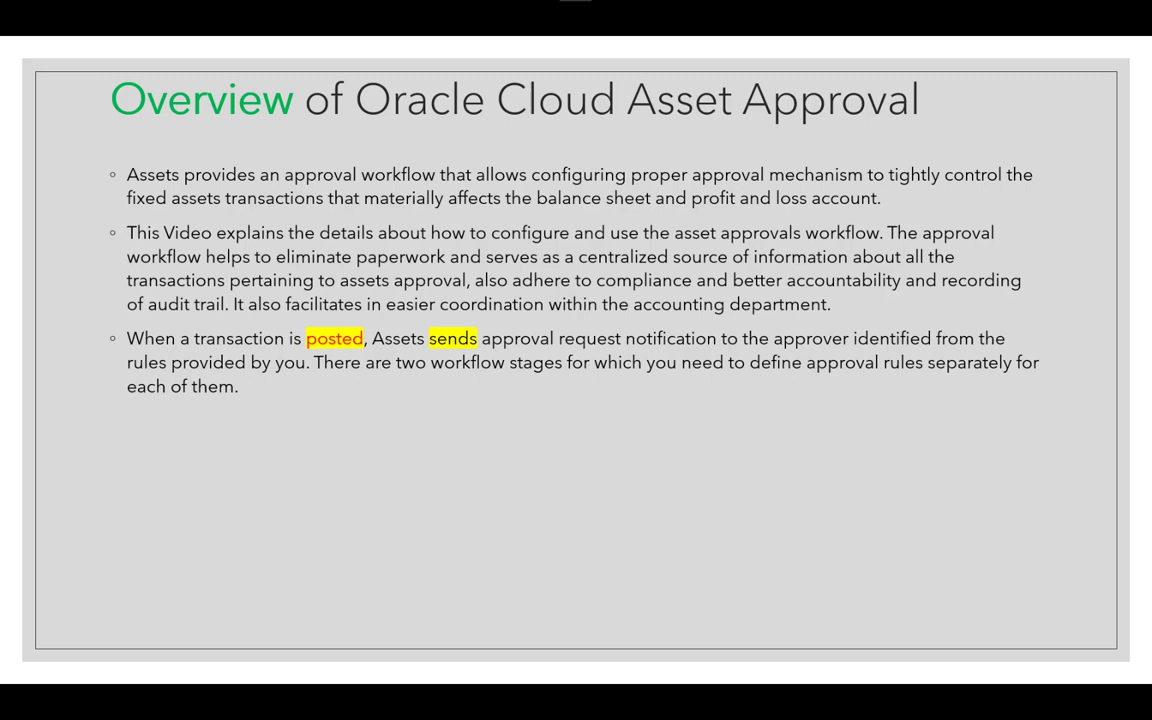 Overview of Oracle Cloud Asset Approval
◦ Assets provides an approval workflow that allows configuring proper approval mechanism to tightly control the
fixed assets transactions that materially affects the balance sheet and profit and loss account.
◦ This Video explains the details about how to configure and use the asset approvals workflow. The approval
workflow helps to eliminate paperwork and serves as a centralized source of information about all the
transactions pertaining to assets approval, also adhere to compliance and better accountability and recording
of audit trail. It also facilitates in easier coordination within the accounting department.
◦ When a transaction is posted, Assets sends approval request notification to the approver identified from the
rules provided by you. There are two workflow stages for which you need to define approval rules separately for
each of them.